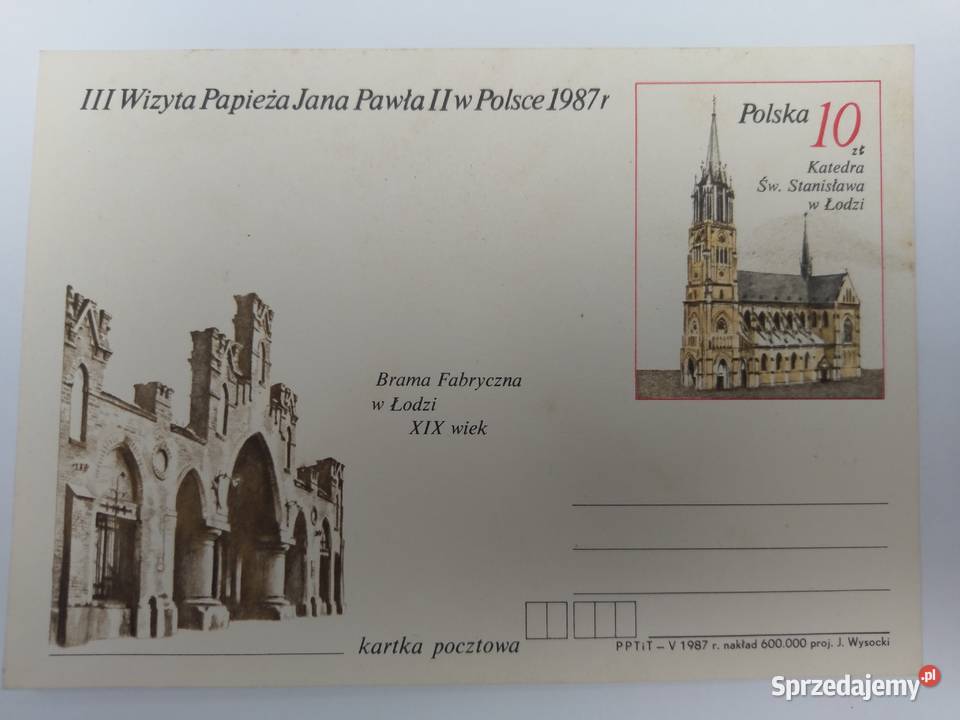 III Wizyta Papieża Jana Pawła II w Polsce 1987 r
Polska 10 zł
Katedra
Św. Stanisława
w Łodzi
Brama Fabryczna
w Łodzi
XIX wiek
kartka pocztowa
PPTiT – V 1987 r. nakład 600.000 proj. J. Wysocki
Sprzedajemy.pl